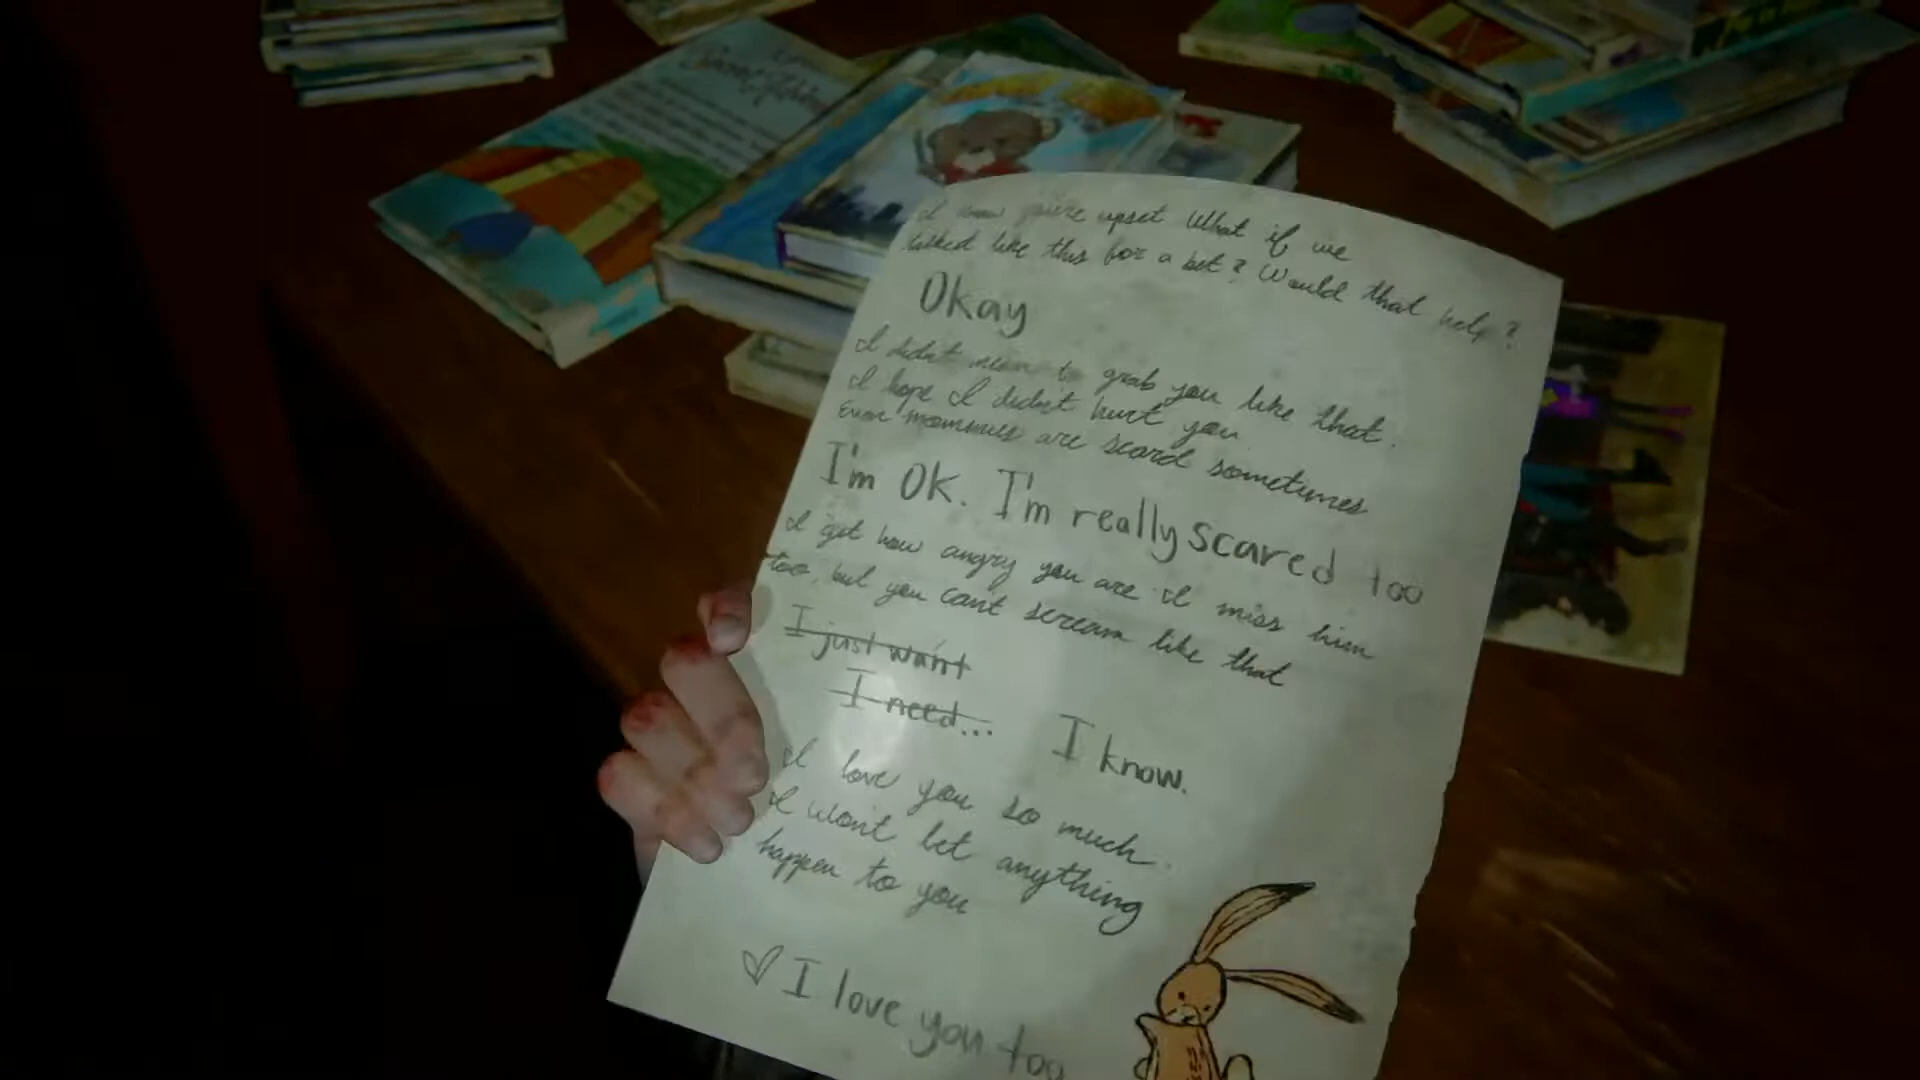 I know you're upset What if we
talked like this for a bit? Would that help?
Okay
I didnt mean to grab you like that.
I hope I didnt hurt you.
Even mommies are scard sometimes
I'm OK. I'm really scared too
I get how angry you are I miss him
too, but you cant scream like that
I just want
I need...
I know.
I love you so much.
I wont let anything
happen to you
I love you too